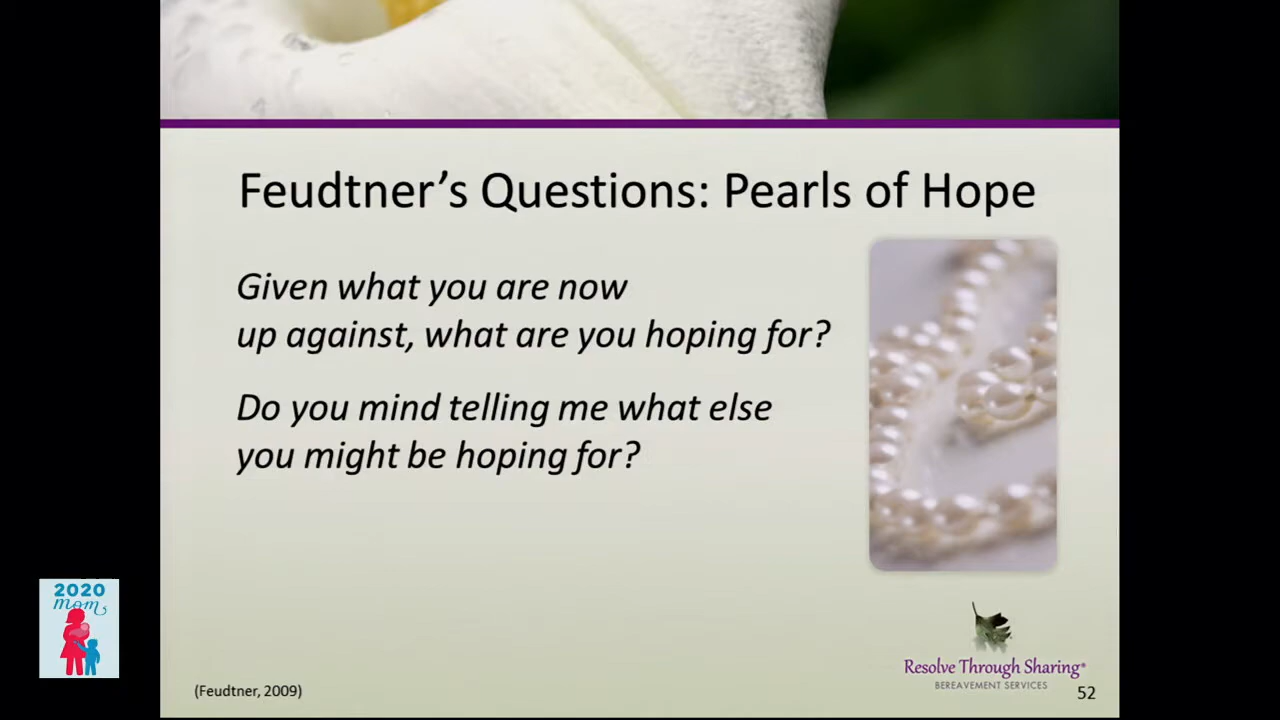 Feudtner’s Questions: Pearls of Hope
Given what you are now
up against, what are you hoping for?
Do you mind telling me what else
you might be hoping for?
2020
mom
Resolve Through Sharing®
BEREAVEMENT SERVICES
(Feudtner, 2009)
52